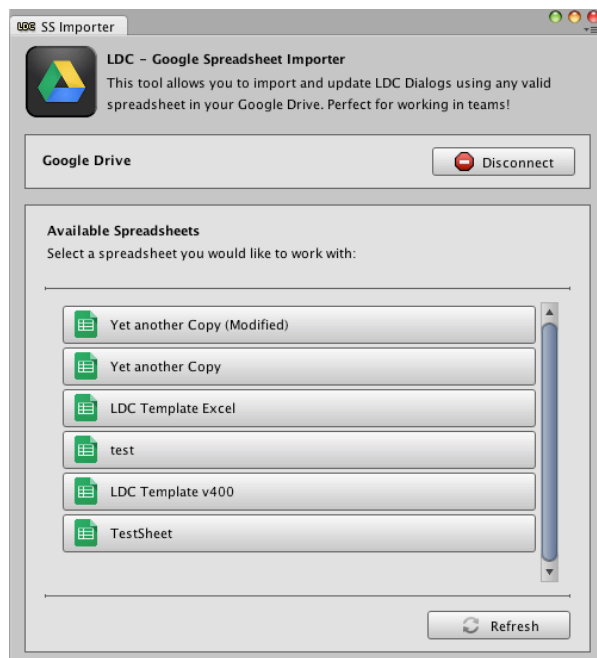 LDC SS Importer
LDC – Google Spreadsheet Importer
This tool allows you to import and update LDC Dialogs using any valid
spreadsheet in your Google Drive. Perfect for working in teams!
Google Drive
Disconnect
Available Spreadsheets
Select a spreadsheet you would like to work with:
Yet another Copy (Modified)
Yet another Copy
LDC Template Excel
test
LDC Template v400
TestSheet
Refresh